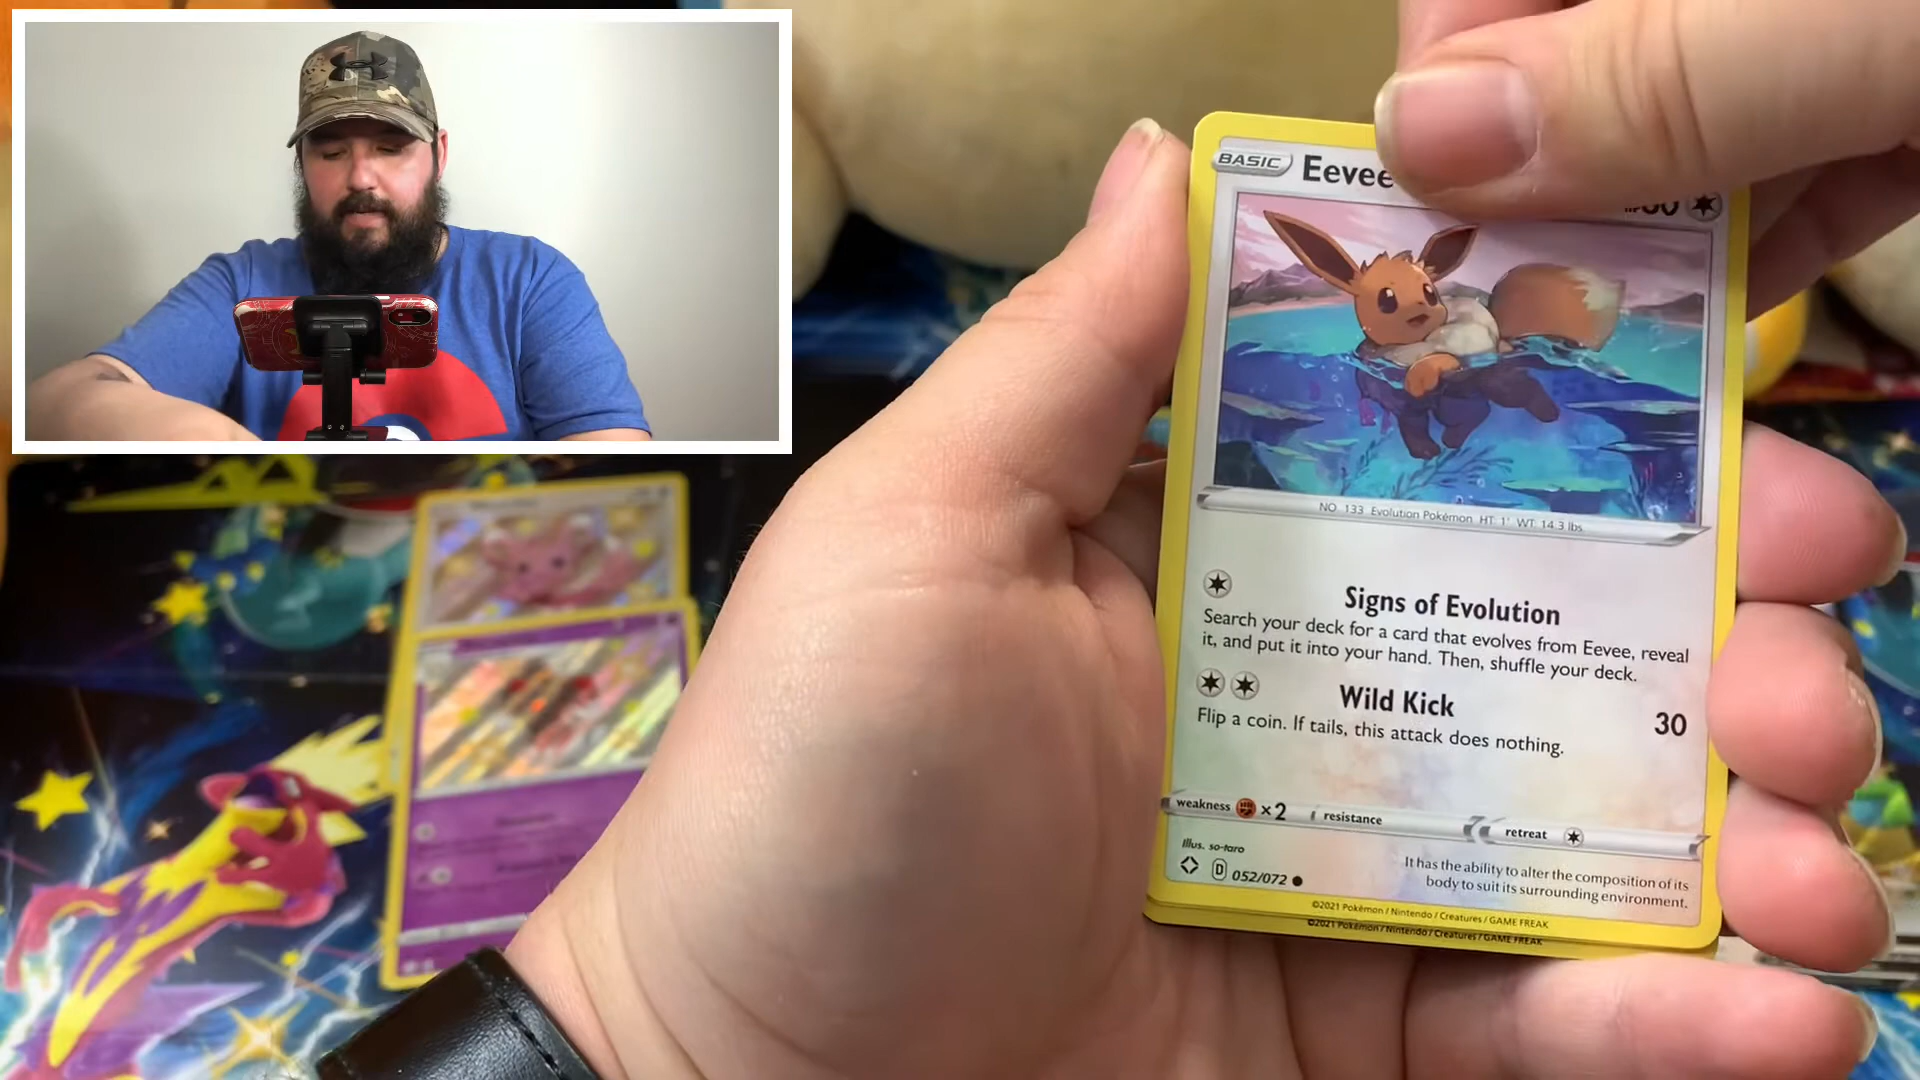 BASIC Eevee
NO. 133 Evolution Pokémon HT: 1' WT: 14.3 lbs.
Signs of Evolution
Search your deck for a card that evolves from Eevee, reveal
it, and put it into your hand. Then, shuffle your deck.
Wild Kick 30
Flip a coin. If tails, this attack does nothing.
weakness ×2 resistance retreat
Illus. so-taro
D 052/072
It has the ability to alter the composition of its
body to suit its surrounding environment.
©2021 Pokémon / Nintendo / Creatures / GAME FREAK
©2021 Pokémon / Nintendo / Creatures / GAME FREAK